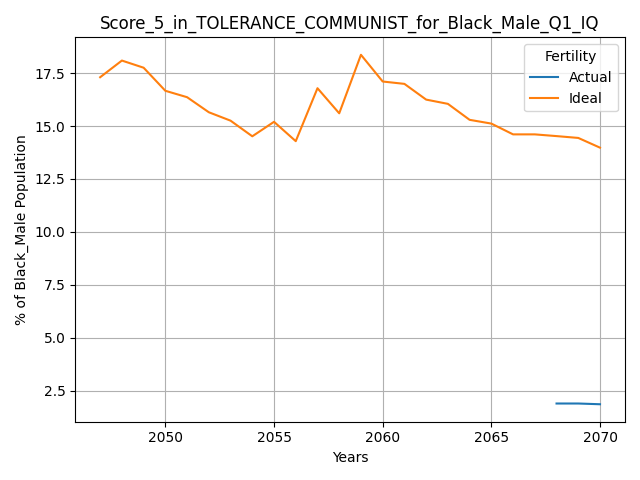 Score_5_in_TOLERANCE_COMMUNIST_for_Black_Male_Q1_IQ
Fertility
Actual
Ideal
% of Black_Male Population
17.5
15.0
12.5
10.0
7.5
5.0
2.5
2050
2055
2060
2065
2070
Years